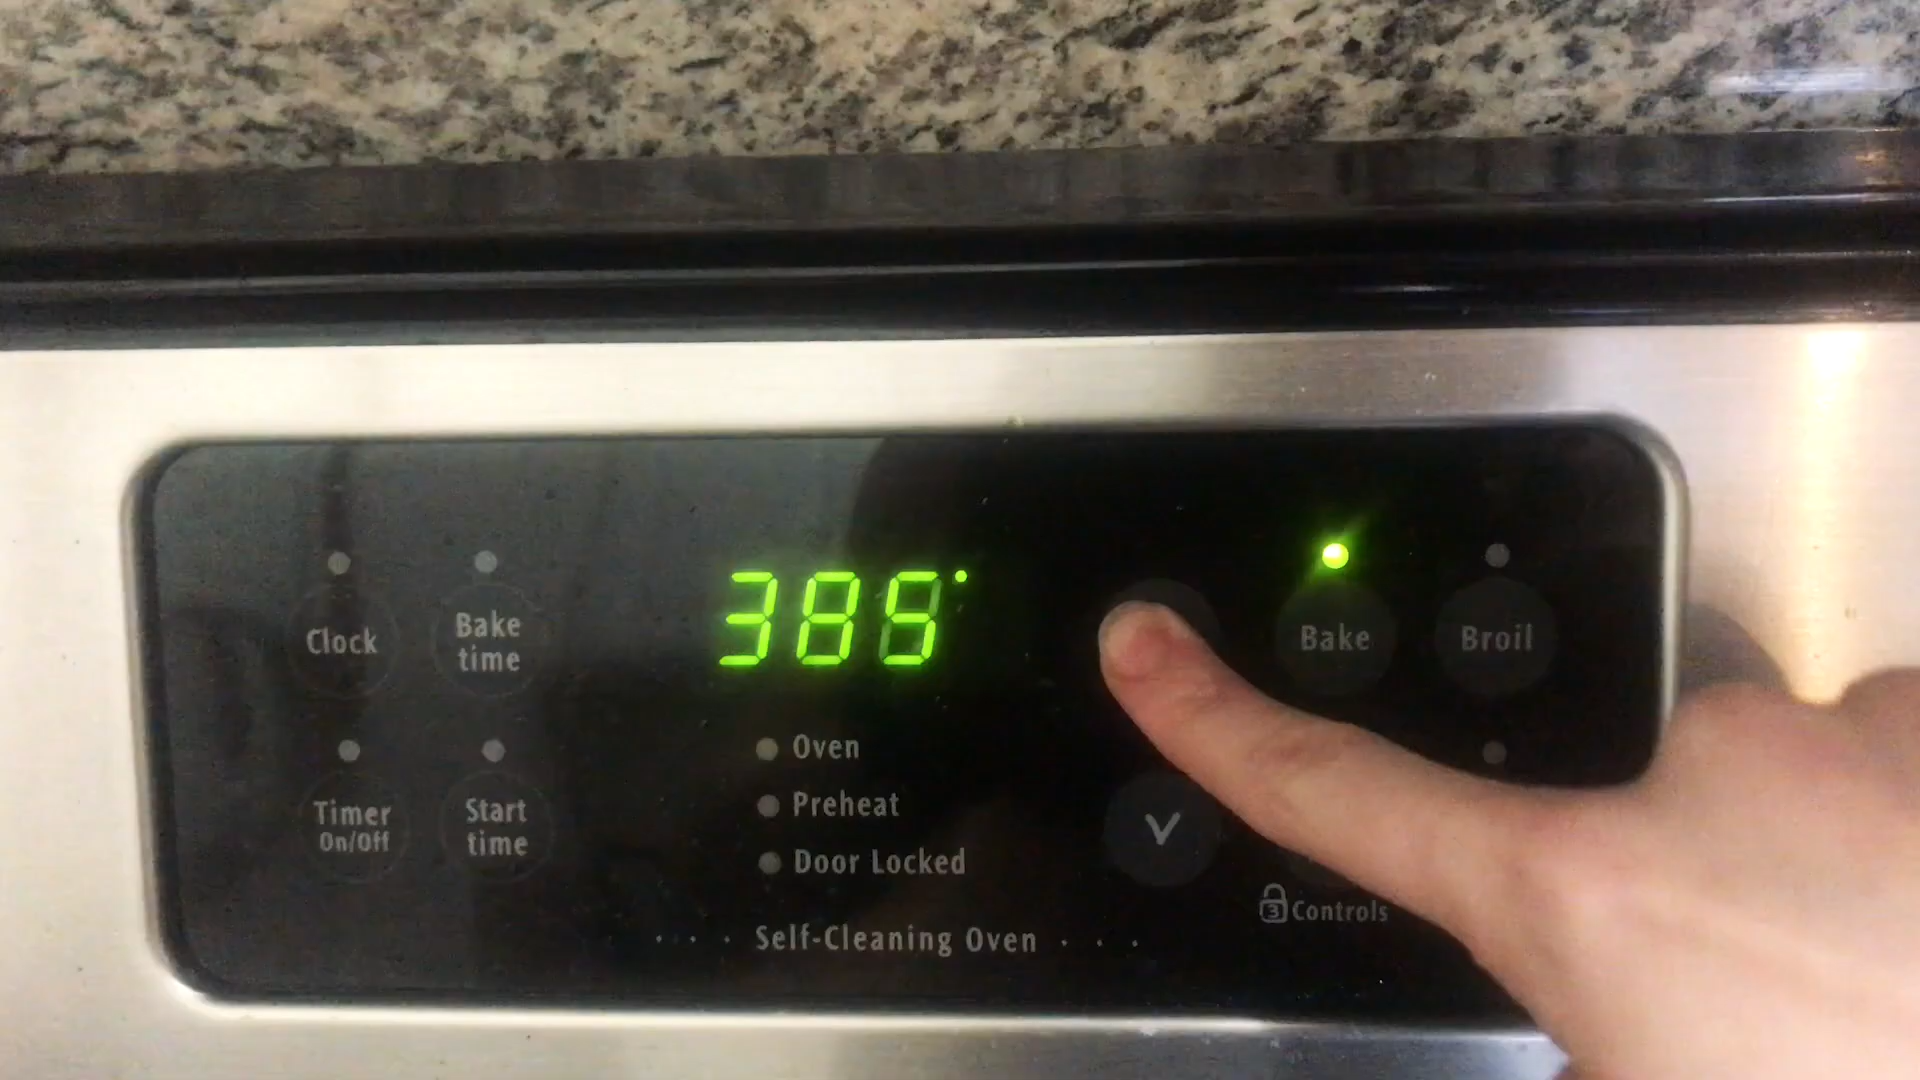 385°
Clock
Bake
time
Bake
Broil
Oven
Timer
On/Off
Start
time
Preheat
Door Locked
3
Controls
Self-Cleaning Oven